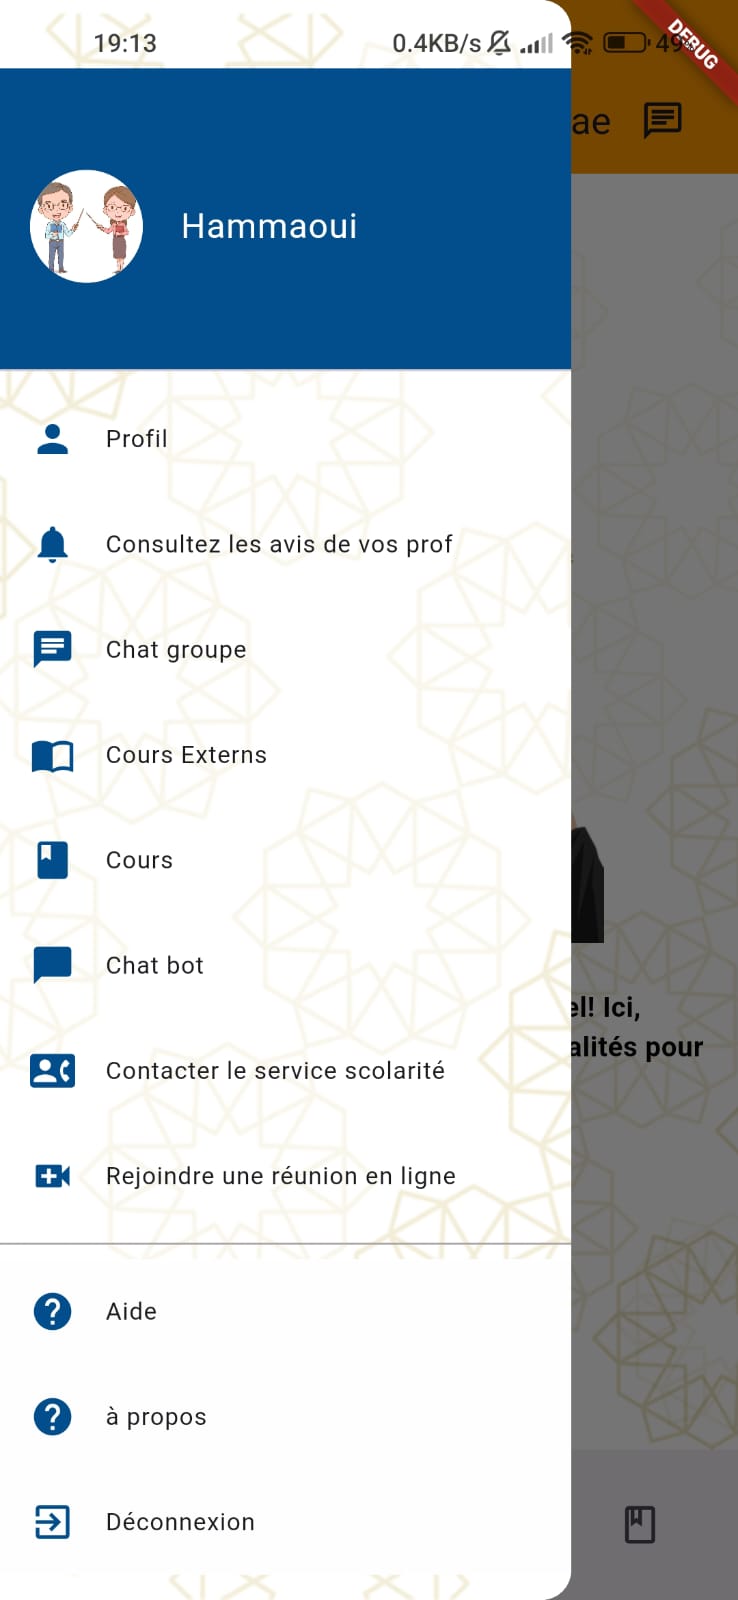 19:13
0.4KB/s
DEBUG
ae
Hammaoui
Profil
Consultez les avis de vos prof
Chat groupe
Cours Externs
Cours
Chat bot
el! Ici,
alités pour
Contacter le service scolarité
Rejoindre une réunion en ligne
Aide
à propos
Déconnexion